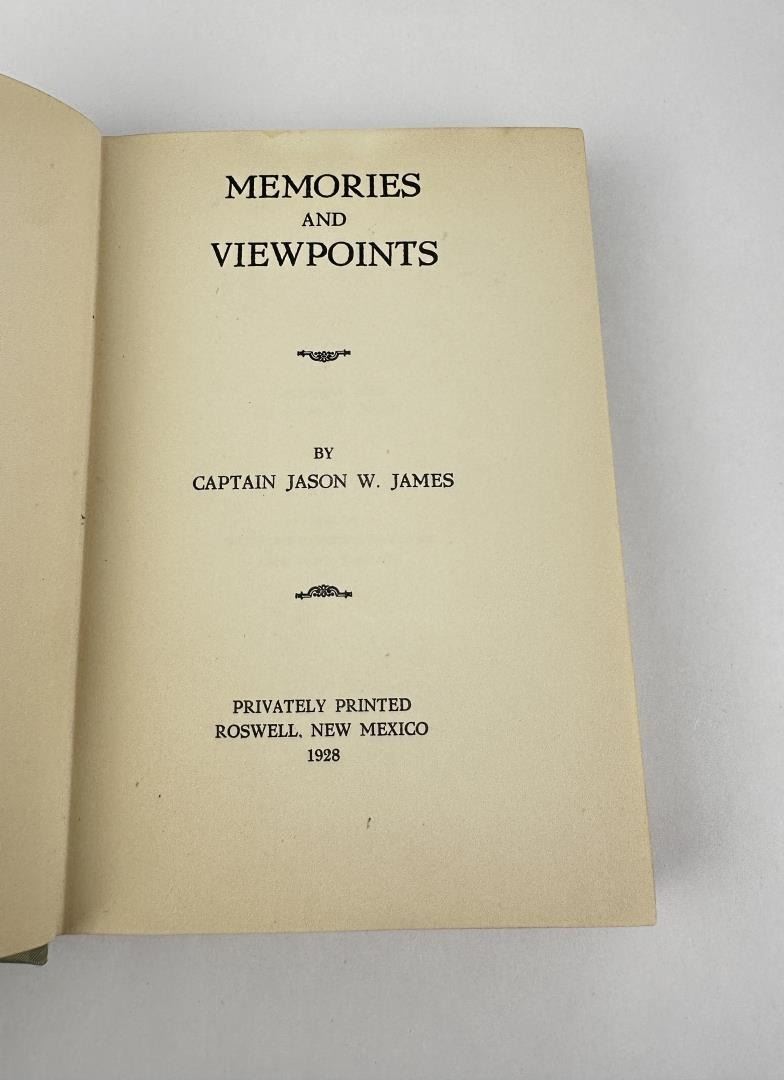 MEMORIES
AND
VIEWPOINTS
BY
CAPTAIN JASON W. JAMES
PRIVATELY PRINTED
ROSWELL, NEW MEXICO
1928